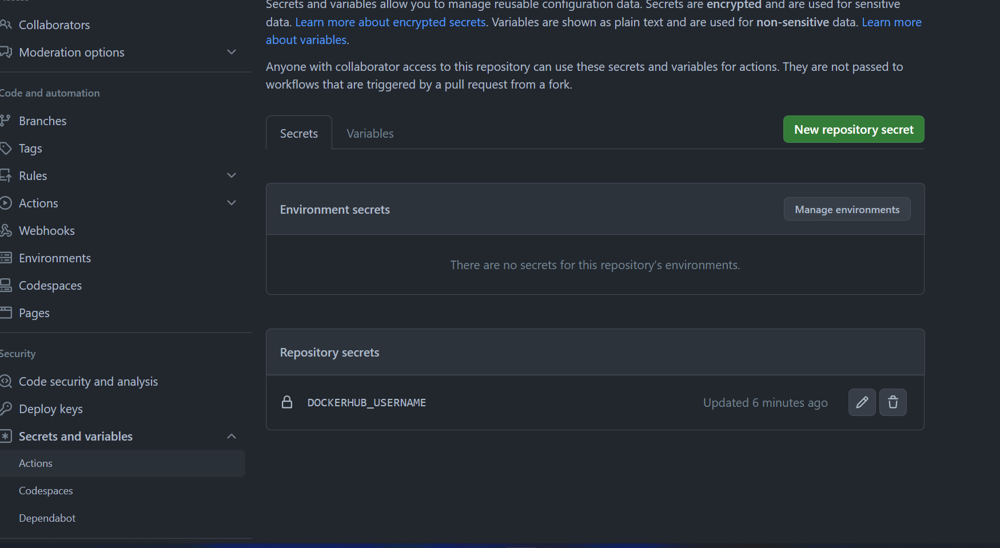 Collaborators
Moderation options
Code and automation
Branches
Tags
Rules
Actions
Webhooks
Environments
Codespaces
Pages
Security
Code security and analysis
Deploy keys
Secrets and variables
Actions
Codespaces
Dependabot
Secrets and variables allow you to manage reusable configuration data. Secrets are encrypted and are used for sensitive
data. Learn more about encrypted secrets. Variables are shown as plain text and are used for non-sensitive data. Learn more
about variables.
Anyone with collaborator access to this repository can use these secrets and variables for actions. They are not passed to
workflows that are triggered by a pull request from a fork.
Secrets
Variables
New repository secret
Environment secrets
Manage environments
There are no secrets for this repository’s environments.
Repository secrets
DOCKERHUB_USERNAME
Updated 6 minutes ago